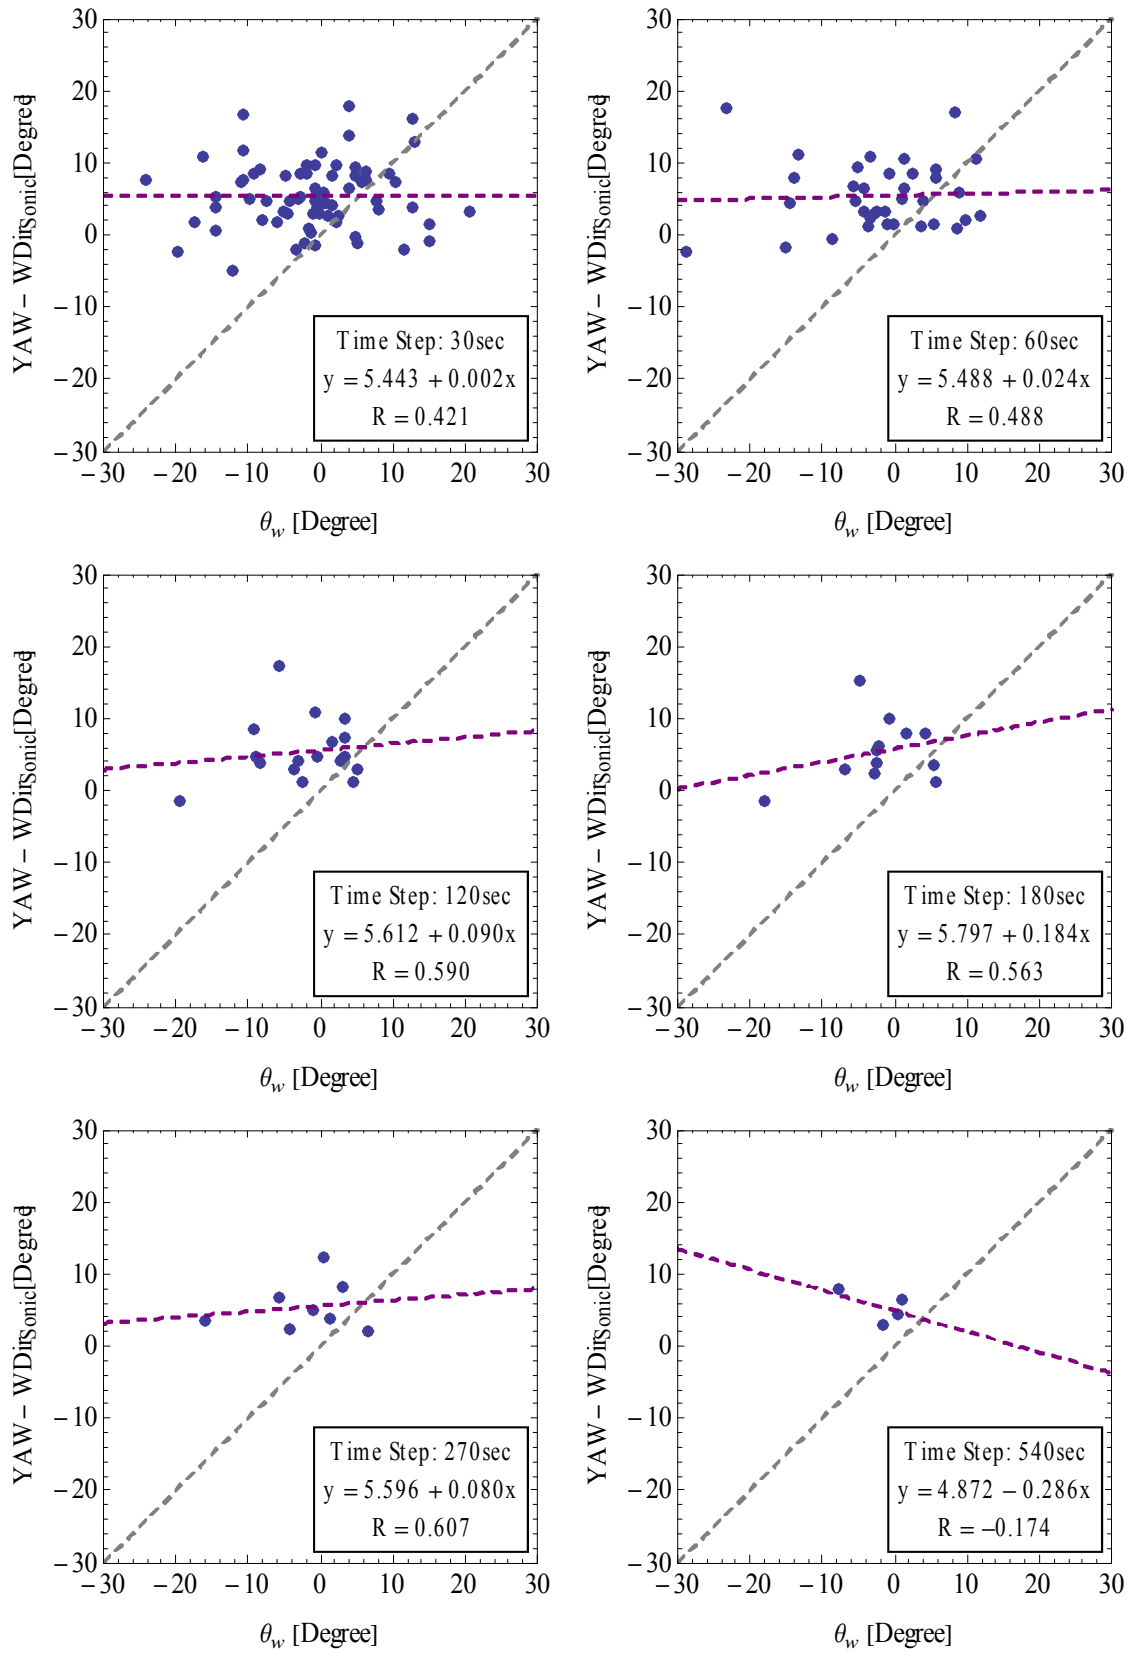 30
20
10
0
−10
−20
−30
YAW − WDirSonic[Degree]
Time Step: 30sec
y = 5.443 + 0.002x
R = 0.421
−30 −20 −10 0 10 20 30
θw [Degree]
30
20
10
0
−10
−20
−30
YAW − WDirSonic[Degree]
Time Step: 60sec
y = 5.488 + 0.024x
R = 0.488
−30 −20 −10 0 10 20 30
θw [Degree]
30
20
10
0
−10
−20
−30
YAW − WDirSonic[Degree]
Time Step: 120sec
y = 5.612 + 0.090x
R = 0.590
−30 −20 −10 0 10 20 30
θw [Degree]
30
20
10
0
−10
−20
−30
YAW − WDirSonic[Degree]
Time Step: 180sec
y = 5.797 + 0.184x
R = 0.563
−30 −20 −10 0 10 20 30
θw [Degree]
30
20
10
0
−10
−20
−30
YAW − WDirSonic[Degree]
Time Step: 270sec
y = 5.596 + 0.080x
R = 0.607
−30 −20 −10 0 10 20 30
θw [Degree]
30
20
10
0
−10
−20
−30
YAW − WDirSonic[Degree]
Time Step: 540sec
y = 4.872 − 0.286x
R = −0.174
−30 −20 −10 0 10 20 30
θw [Degree]